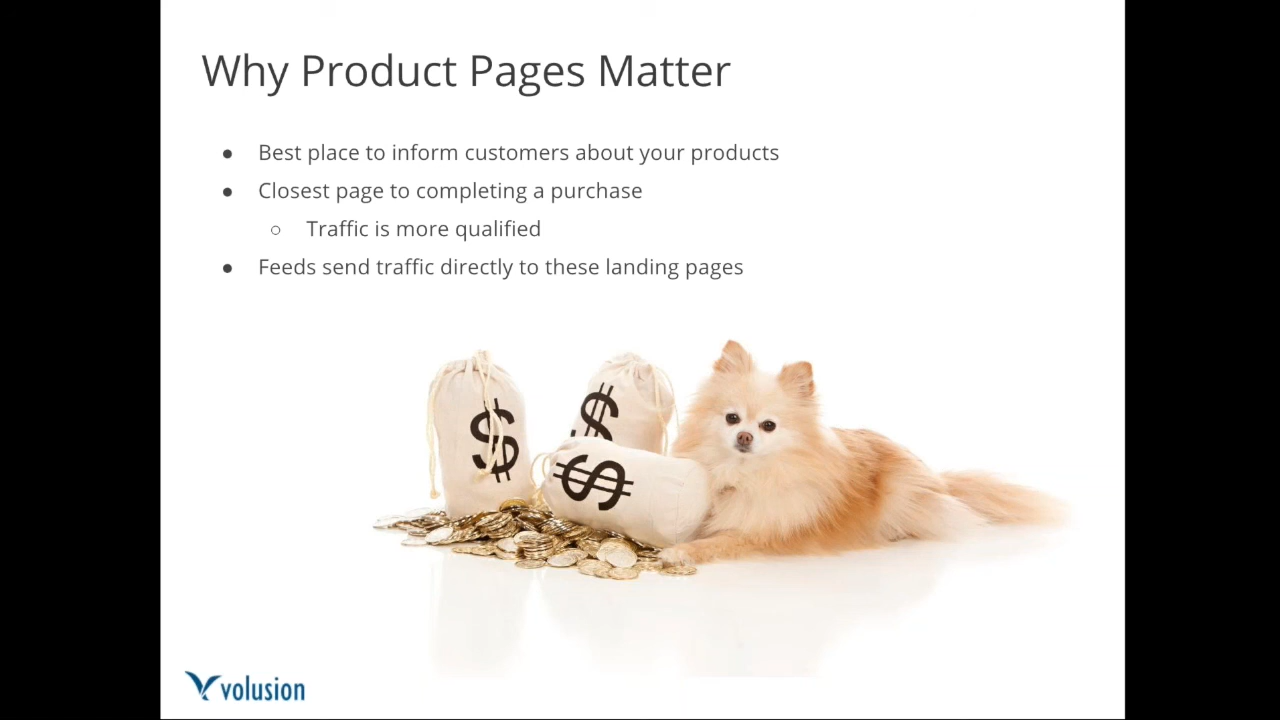 Why Product Pages Matter
● Best place to inform customers about your products
● Closest page to completing a purchase
○ Traffic is more qualified
● Feeds send traffic directly to these landing pages
$
$
$
volusion